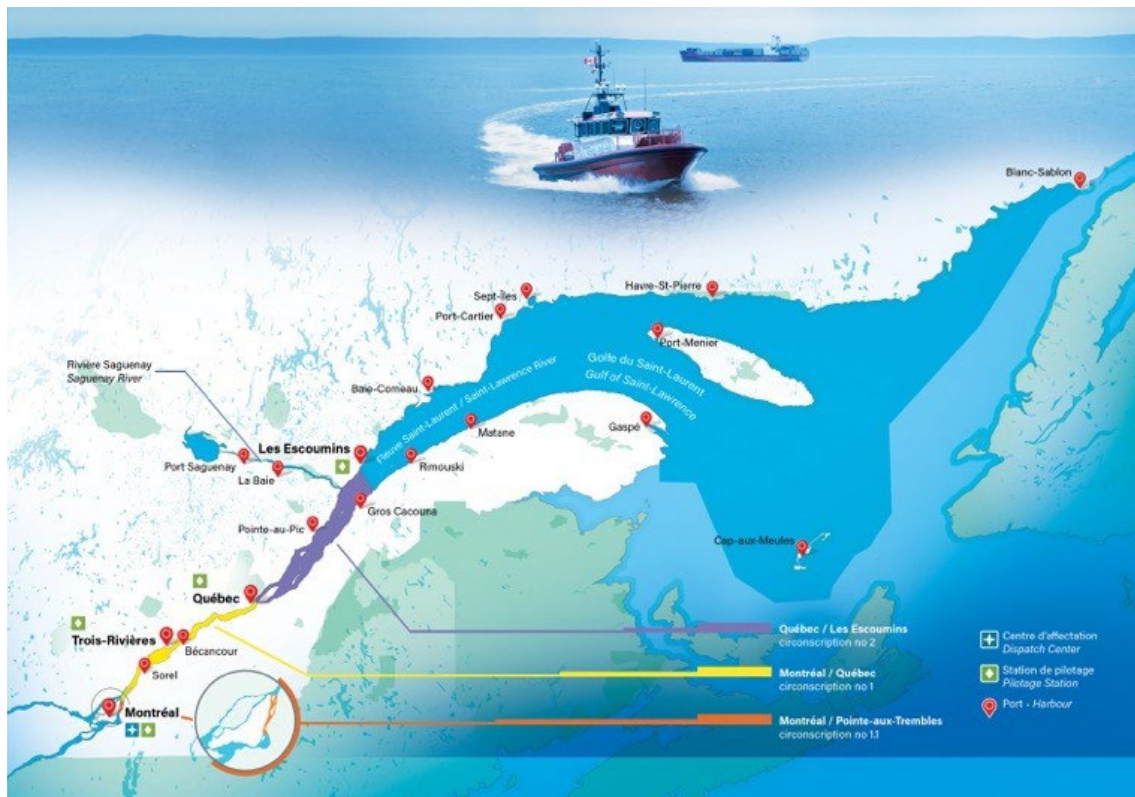 Blanc-Sablon
Sept-Îles
Havre-St-Pierre
Port-Cartier
Port-Menier
Rivière Saguenay
Saguenay River
Golfe du Saint-Laurent
Gulf of Saint-Lawrence
Baie-Comeau
Fleuve Saint-Laurent / Saint-Lawrence River
Matane
Gaspé
Les Escoumins
Port Saguenay
Rimouski
La Baie
Gros Cacouna
Pointe-au-Pic
Cap-aux-Meules
Québec
Trois-Rivières
Bécancour
Sorel
Montréal
Québec / Les Escoumins
circonscription no 2
Montréal / Québec
circonscription no 1
Montréal / Pointe-aux-Trembles
circonscription no 1.1
Centre d'affectation
Dispatch Center
Station de pilotage
Pilotage Station
Port - Harbour